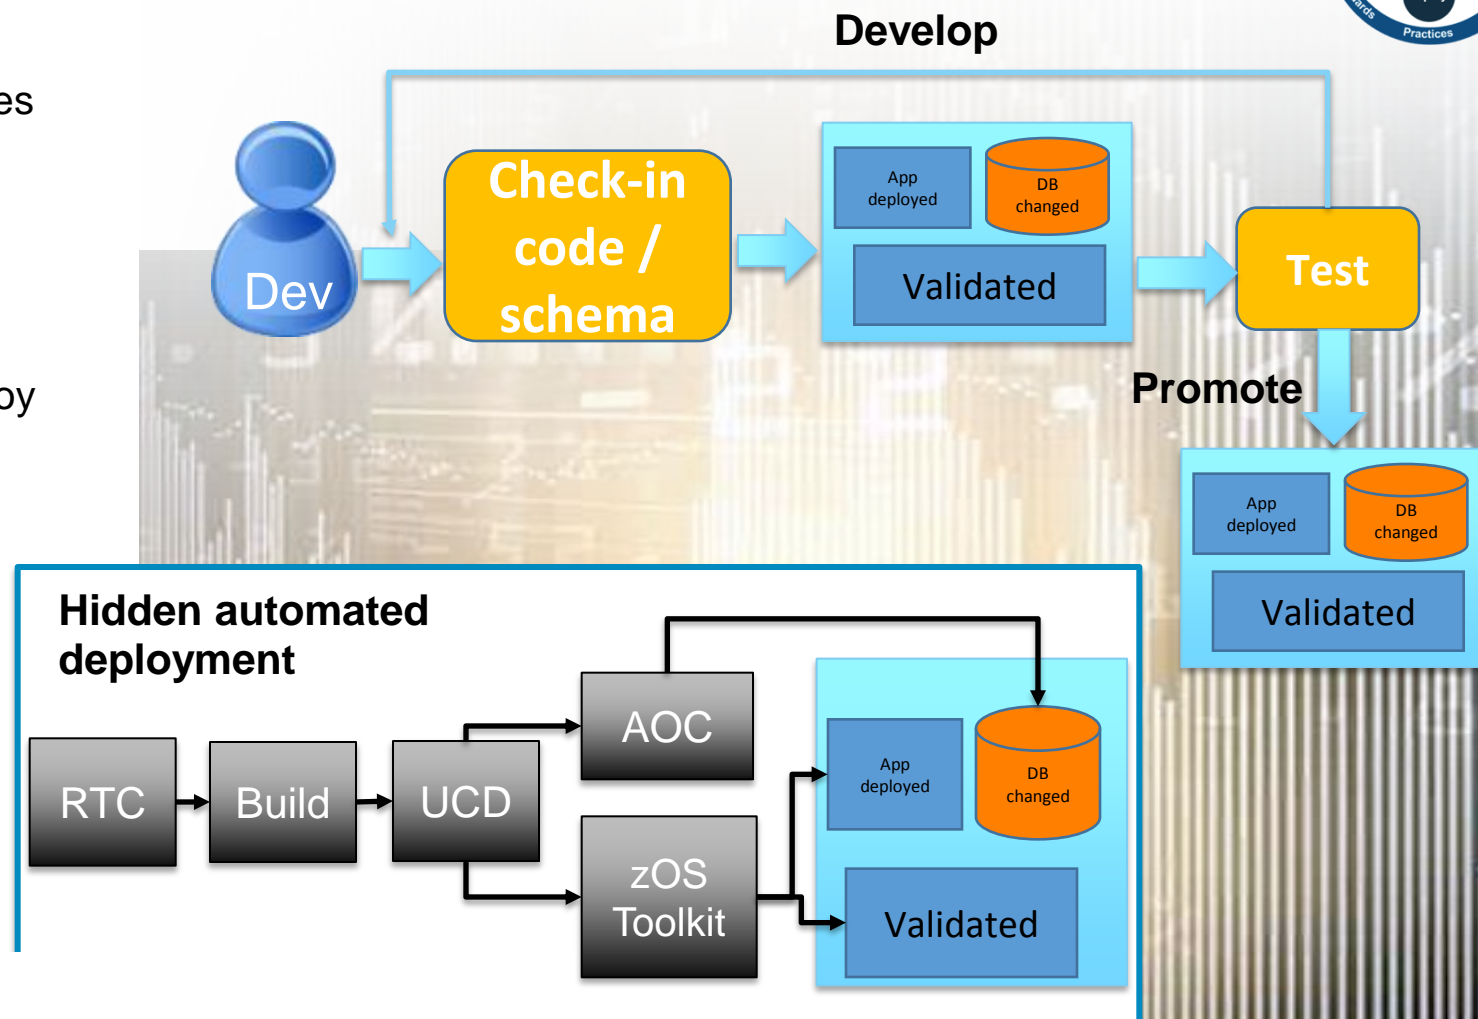 Develop
Practices
es
Dev
Check-in
code /
schema
App
deployed
DB
changed
Validated
Test
oy
Promote
App
deployed
DB
changed
Validated
Hidden automated
deployment
RTC
Build
UCD
AOC
zOS
Toolkit
App
deployed
DB
changed
Validated